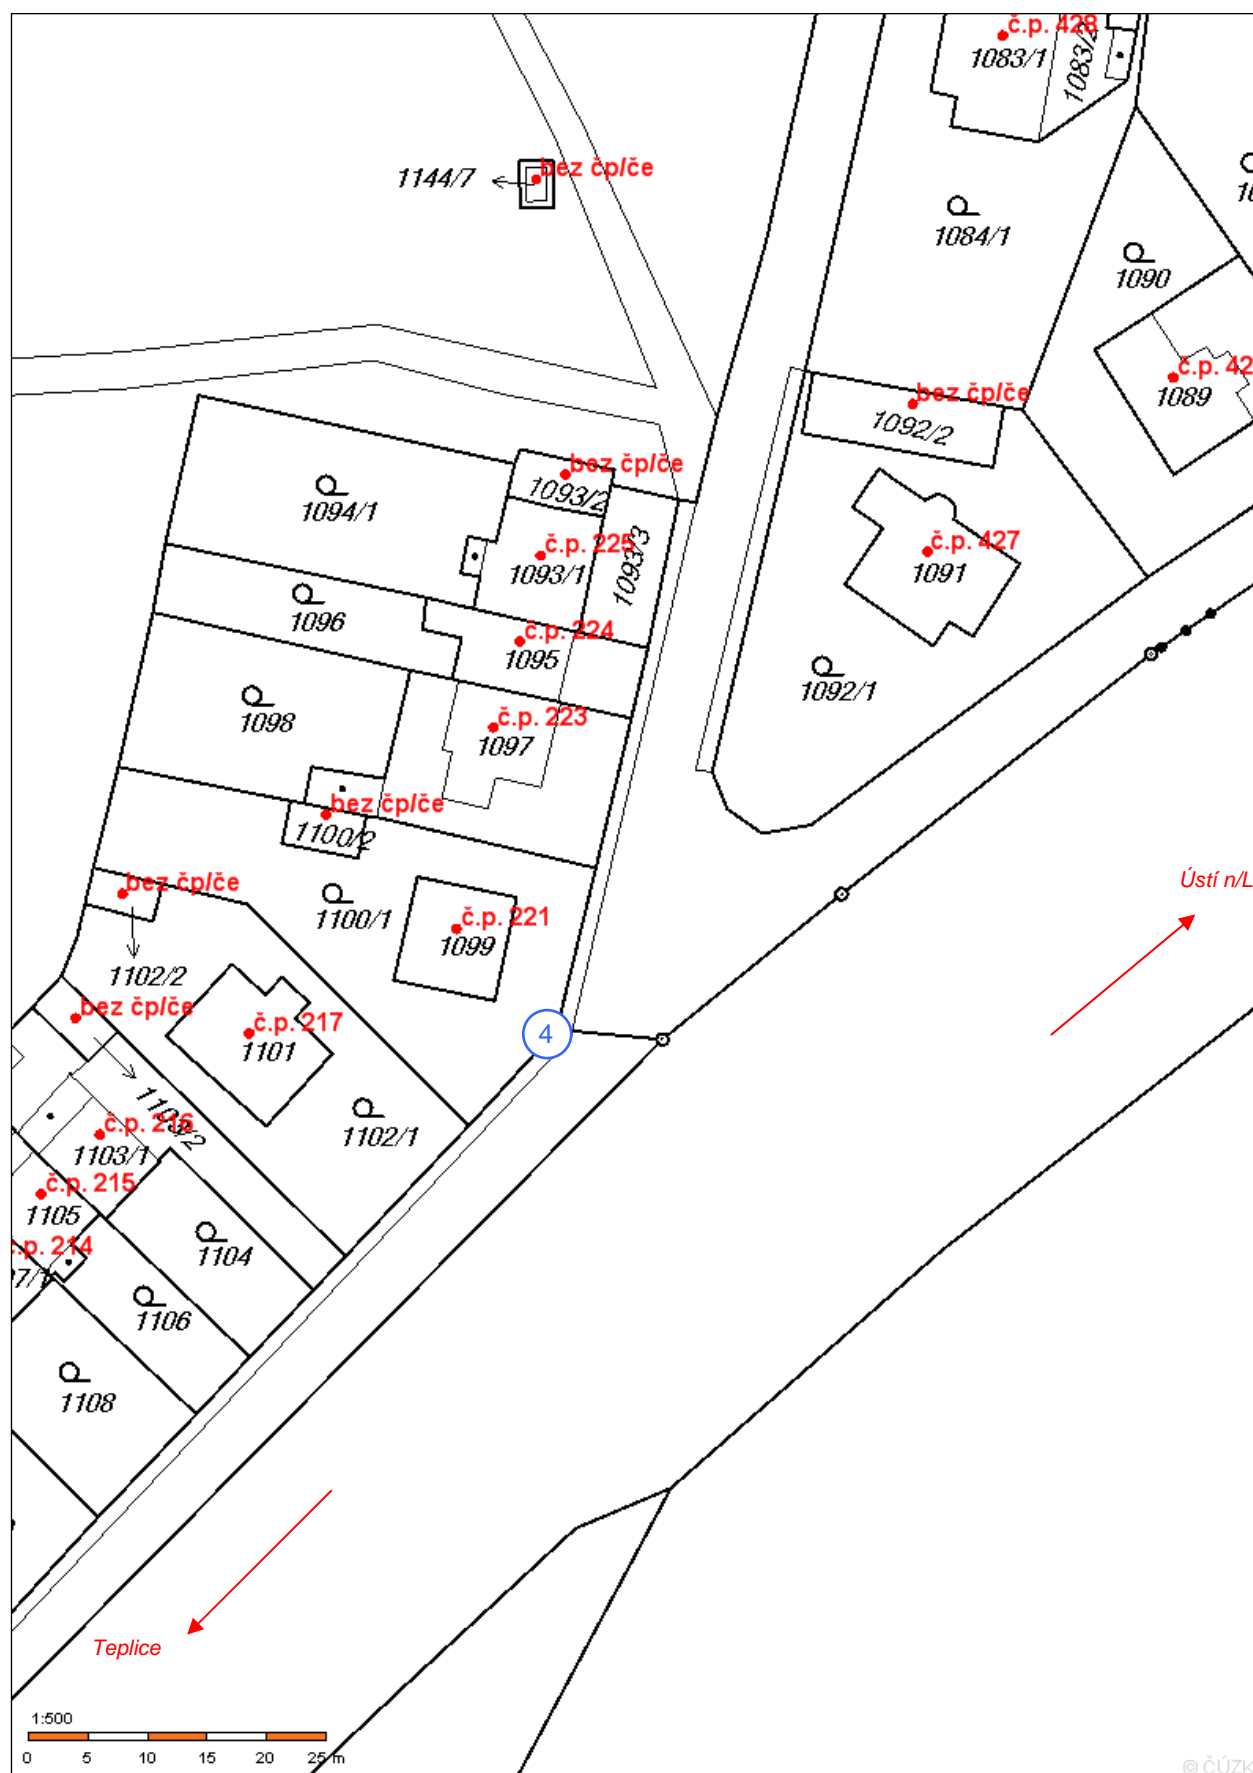 č.p. 428
1083/1
1083/2
bez čp/če
1144/7
1084/1
1090
č.p. 42
1089
bez čp/če
1092/2
bez čp/če
1093/2
1094/1
č.p. 225
1093/1
1093/3
č.p. 427
1091
1096
č.p. 224
1095
1092/1
1098
č.p. 223
1097
bez čp/če
1100/2
bez čp/če
Ústí n/L
1100/1
č.p. 221
1099
1102/2
bez čp/če
č.p. 217
1101
4
1103/2
č.p. 216
1103/1
1102/1
č.p. 215
1105
č.p. 214
1104
1106
1108
Teplice
1:500
0 5 10 15 20 25 m
© ČÚZK